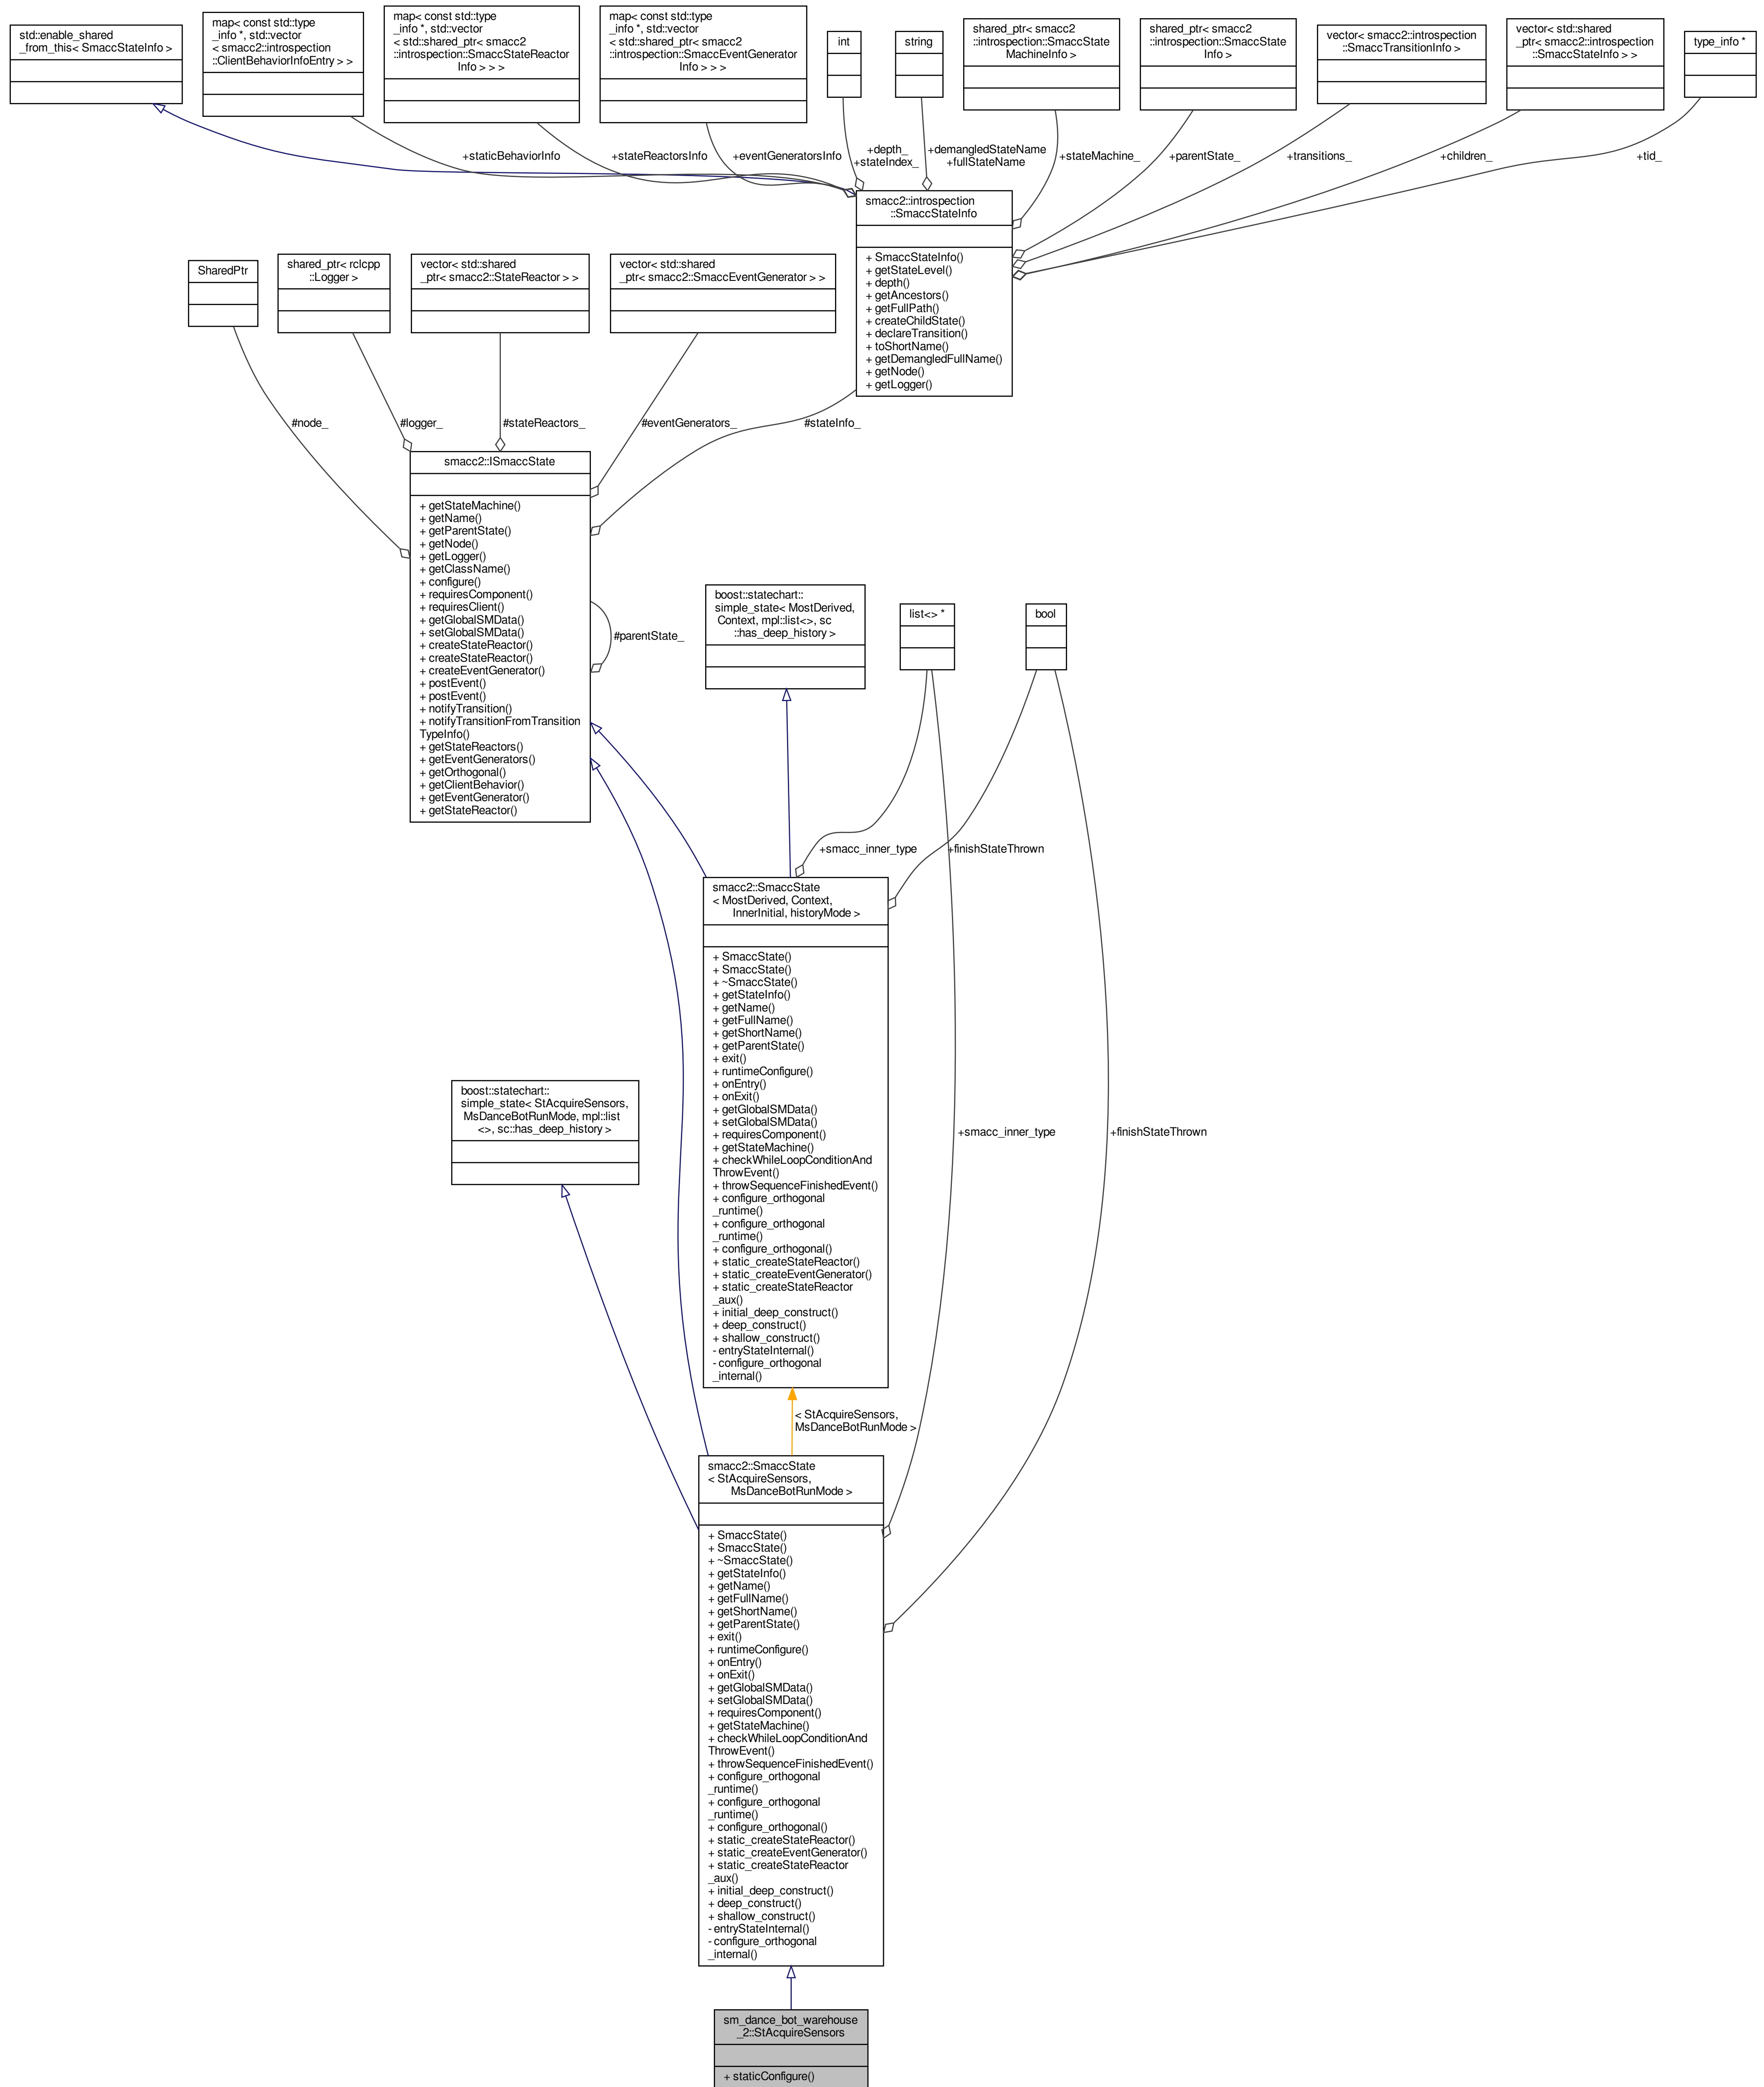 std::enable_shared
_from_this< SmaccStateInfo >
map< const std::type
_info *, std::vector
< smacc2::introspection
::ClientBehaviorInfoEntry > >
map< const std::type
_info *, std::vector
< std::shared_ptr< smacc2
::introspection::SmaccStateReactor
Info > > >
map< const std::type
_info *, std::vector
< std::shared_ptr< smacc2
::introspection::SmaccEventGenerator
Info > > >
int
string
shared_ptr< smacc2
::introspection::SmaccState
MachineInfo >
shared_ptr< smacc2
::introspection::SmaccState
Info >
vector< smacc2::introspection
::SmaccTransitionInfo >
vector< std::shared
_ptr< smacc2::introspection
::SmaccStateInfo > >
type_info *
+staticBehaviorInfo
+stateReactorsInfo
+eventGeneratorsInfo
+depth_
+stateIndex_
+demangledStateName
+fullStateName
+stateMachine_
+parentState_
+transitions_
+children_
+tid_
smacc2::introspection
::SmaccStateInfo
+ SmaccStateInfo()
+ getStateLevel()
+ depth()
+ getAncestors()
+ getFullPath()
+ createChildState()
+ declareTransition()
+ toShortName()
+ getDemangledFullName()
+ getNode()
+ getLogger()
SharedPtr
shared_ptr< rclcpp
::Logger >
vector< std::shared
_ptr< smacc2::StateReactor > >
vector< std::shared
_ptr< smacc2::SmaccEventGenerator > >
#node_
#logger_
#stateReactors_
#eventGenerators_
#stateInfo_
smacc2::ISmaccState
+ getStateMachine()
+ getName()
+ getParentState()
+ getNode()
+ getLogger()
+ getClassName()
+ configure()
+ requiresComponent()
+ requiresClient()
+ getGlobalSMData()
+ setGlobalSMData()
+ createStateReactor()
+ createStateReactor()
+ createEventGenerator()
+ postEvent()
+ postEvent()
+ notifyTransition()
+ notifyTransitionFromTransition
TypeInfo()
+ getStateReactors()
+ getEventGenerators()
+ getOrthogonal()
+ getClientBehavior()
+ getEventGenerator()
+ getStateReactor()
#parentState_
boost::statechart::
simple_state< MostDerived,
Context, mpl::list<>, sc
::has_deep_history >
list<> *
bool
+smacc_inner_type
+finishStateThrown
smacc2::SmaccState
< MostDerived, Context,
InnerInitial, historyMode >
+ SmaccState()
+ SmaccState()
+ ~SmaccState()
+ getStateInfo()
+ getName()
+ getFullName()
+ getShortName()
+ getParentState()
+ exit()
+ runtimeConfigure()
+ onEntry()
+ onExit()
+ getGlobalSMData()
+ setGlobalSMData()
+ requiresComponent()
+ getStateMachine()
+ checkWhileLoopConditionAnd
ThrowEvent()
+ throwSequenceFinishedEvent()
+ configure_orthogonal
_runtime()
+ configure_orthogonal
_runtime()
+ configure_orthogonal()
+ static_createStateReactor()
+ static_createEventGenerator()
+ static_createStateReactor
_aux()
+ initial_deep_construct()
+ deep_construct()
+ shallow_construct()
- entryStateInternal()
- configure_orthogonal
_internal()
boost::statechart::
simple_state< StAcquireSensors,
MsDanceBotRunMode, mpl::list
<>, sc::has_deep_history >
+smacc_inner_type
+finishStateThrown
< StAcquireSensors,
MsDanceBotRunMode >
smacc2::SmaccState
< StAcquireSensors,
MsDanceBotRunMode >
+ SmaccState()
+ SmaccState()
+ ~SmaccState()
+ getStateInfo()
+ getName()
+ getFullName()
+ getShortName()
+ getParentState()
+ exit()
+ runtimeConfigure()
+ onEntry()
+ onExit()
+ getGlobalSMData()
+ setGlobalSMData()
+ requiresComponent()
+ getStateMachine()
+ checkWhileLoopConditionAnd
ThrowEvent()
+ throwSequenceFinishedEvent()
+ configure_orthogonal
_runtime()
+ configure_orthogonal
_runtime()
+ configure_orthogonal()
+ static_createStateReactor()
+ static_createEventGenerator()
+ static_createStateReactor
_aux()
+ initial_deep_construct()
+ deep_construct()
+ shallow_construct()
- entryStateInternal()
- configure_orthogonal
_internal()
sm_dance_bot_warehouse
_2::StAcquireSensors
+ staticConfigure()